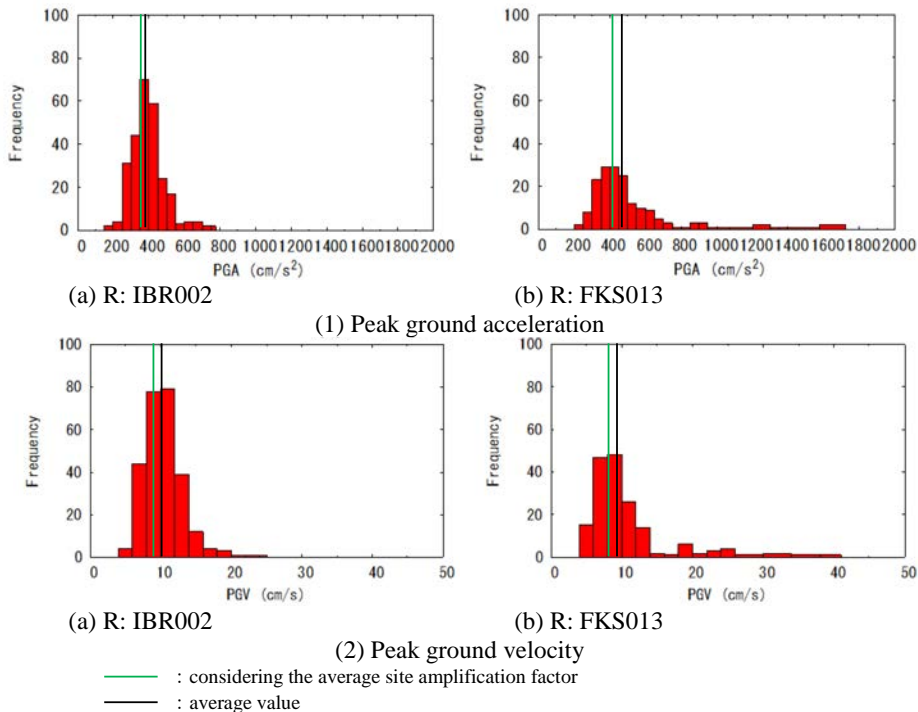 100
80
60
40
20
0
Frequency
0 200 400 600 800 1000 1200 1400 1600 1800 2000
PGA (cm/s²)
(a) R: IBR002
100
80
60
40
20
0
Frequency
0 200 400 600 800 1000 1200 1400 1600 1800 2000
PGA (cm/s²)
(b) R: FKS013
(1) Peak ground acceleration
100
80
60
40
20
0
Frequency
0 10 20 30 40 50
PGV (cm/s)
(a) R: IBR002
100
80
60
40
20
0
Frequency
0 10 20 30 40 50
PGV (cm/s)
(b) R: FKS013
(2) Peak ground velocity
: considering the average site amplification factor
: average value